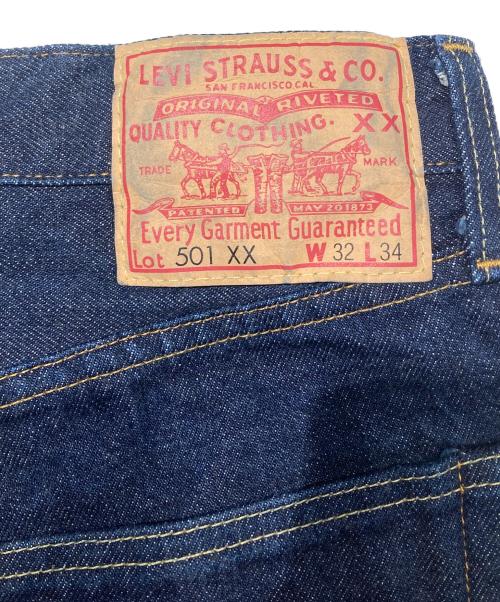 LEVI STRAUSS & CO.
SAN FRANCISCO CAL.
ORIGINAL RIVETED
QUALITY CLOTHING. XX
TRADE MARK
PATENTED MAY 20 1873
Every Garment Guaranteed
Lot 501 XX W 32 L 34